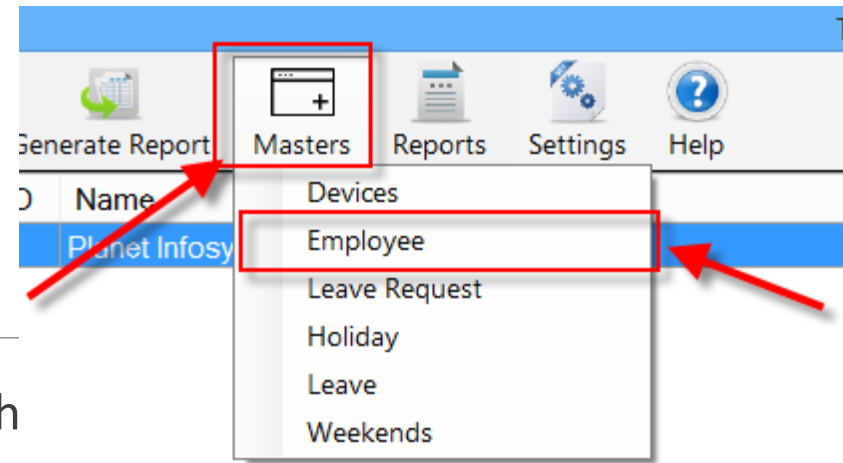 T
Generate Report Masters Reports Settings Help
D Name
Planet Infosy
Devices
Employee
Leave Request
Holiday
Leave
Weekends
h